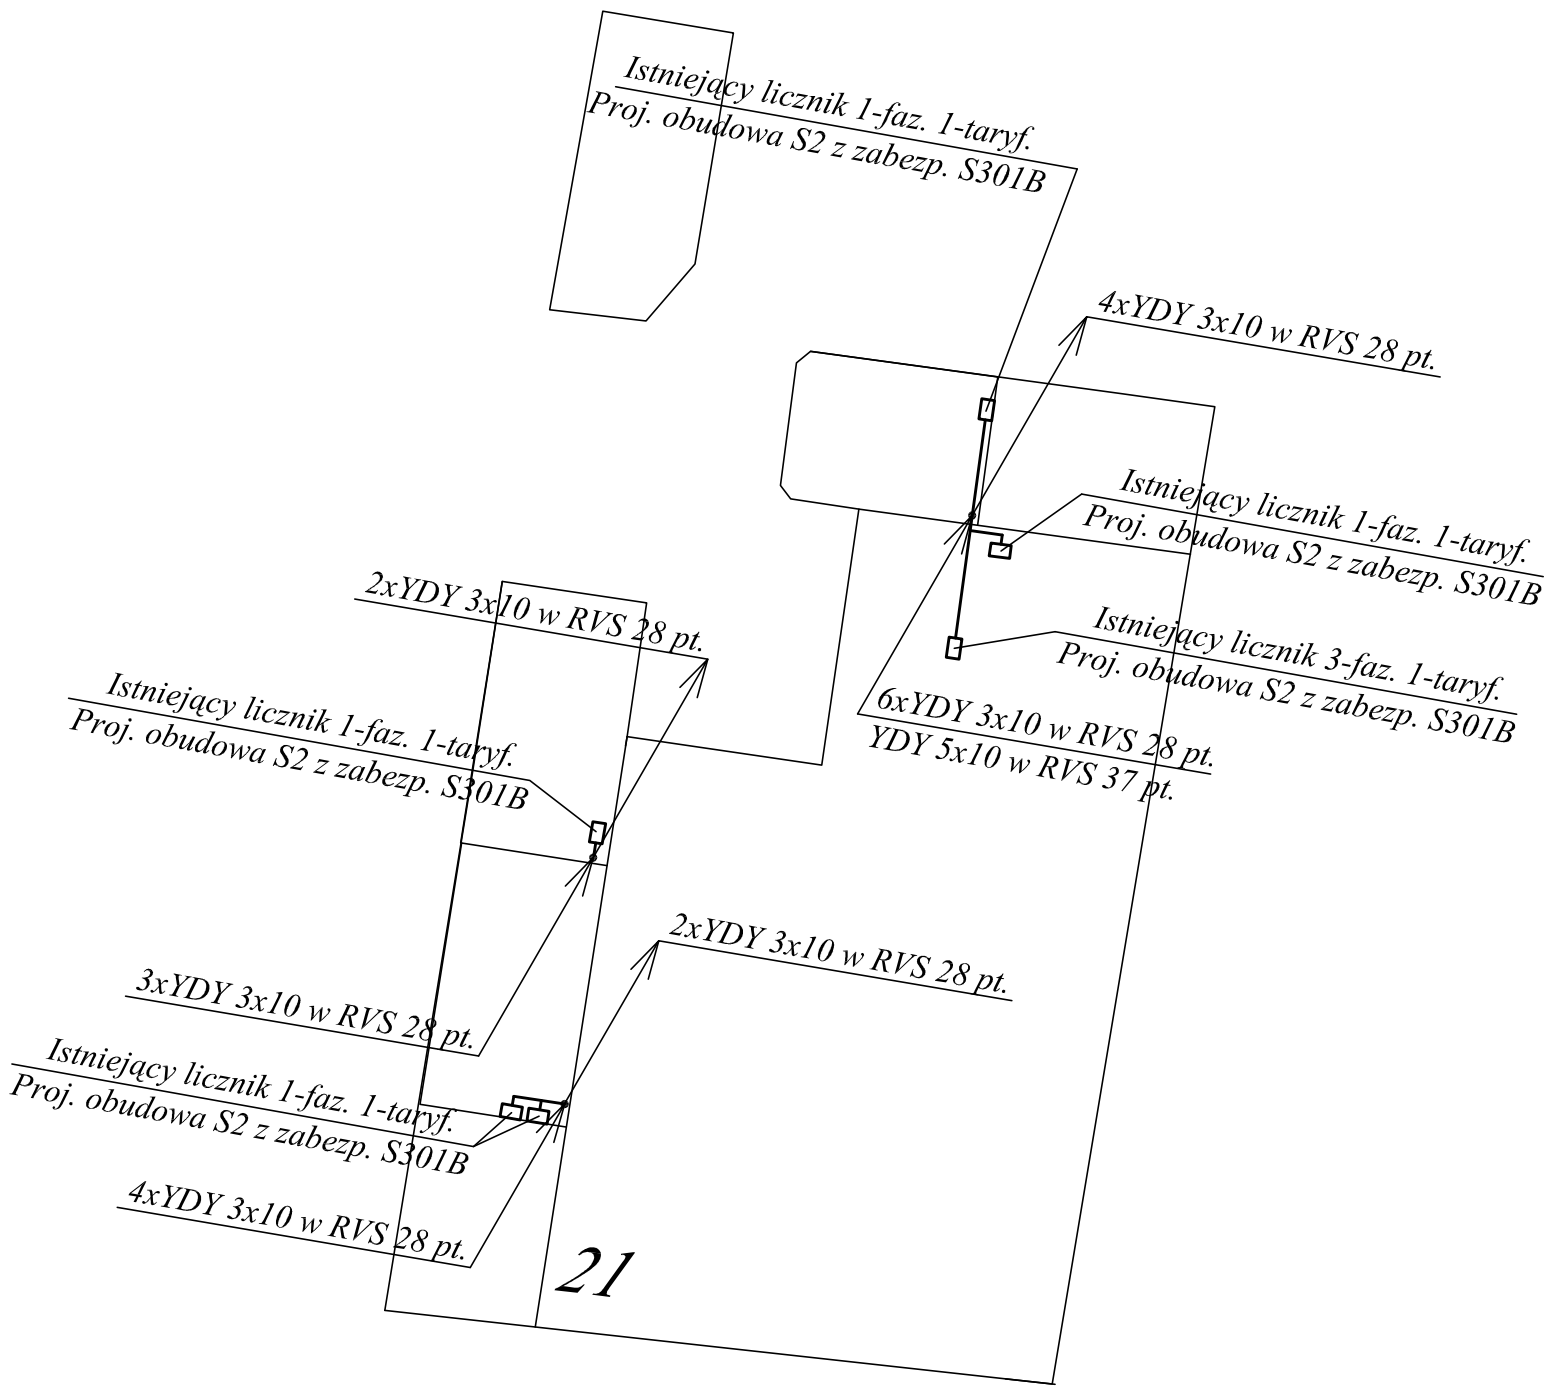 Istniejący licznik 1-faz. 1-taryf.
Proj. obudowa S2 z zabezp. S301B
4xYDY 3x10 w RVS 28 pt.
Istniejący licznik 1-faz. 1-taryf.
Proj. obudowa S2 z zabezp. S301B
2xYDY 3x10 w RVS 28 pt.
Istniejący licznik 3-faz. 1-taryf.
Proj. obudowa S2 z zabezp. S301B
Istniejący licznik 1-faz. 1-taryf.
Proj. obudowa S2 z zabezp. S301B
6xYDY 3x10 w RVS 28 pt.
YDY 5x10 w RVS 37 pt.
2xYDY 3x10 w RVS 28 pt.
3xYDY 3x10 w RVS 28 pt.
Istniejący licznik 1-faz. 1-taryf.
Proj. obudowa S2 z zabezp. S301B
4xYDY 3x10 w RVS 28 pt.
21